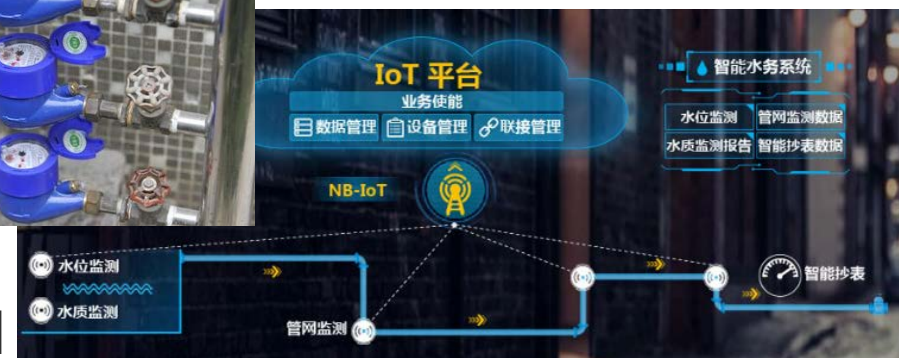 IoT 平台
业务使能
数据管理 设备管理 联接管理
智能水务系统
水位监测 管网监测数据
水质监测报告 智能抄表数据
NB-IoT
水位监测
水质监测
管网监测
智能抄表